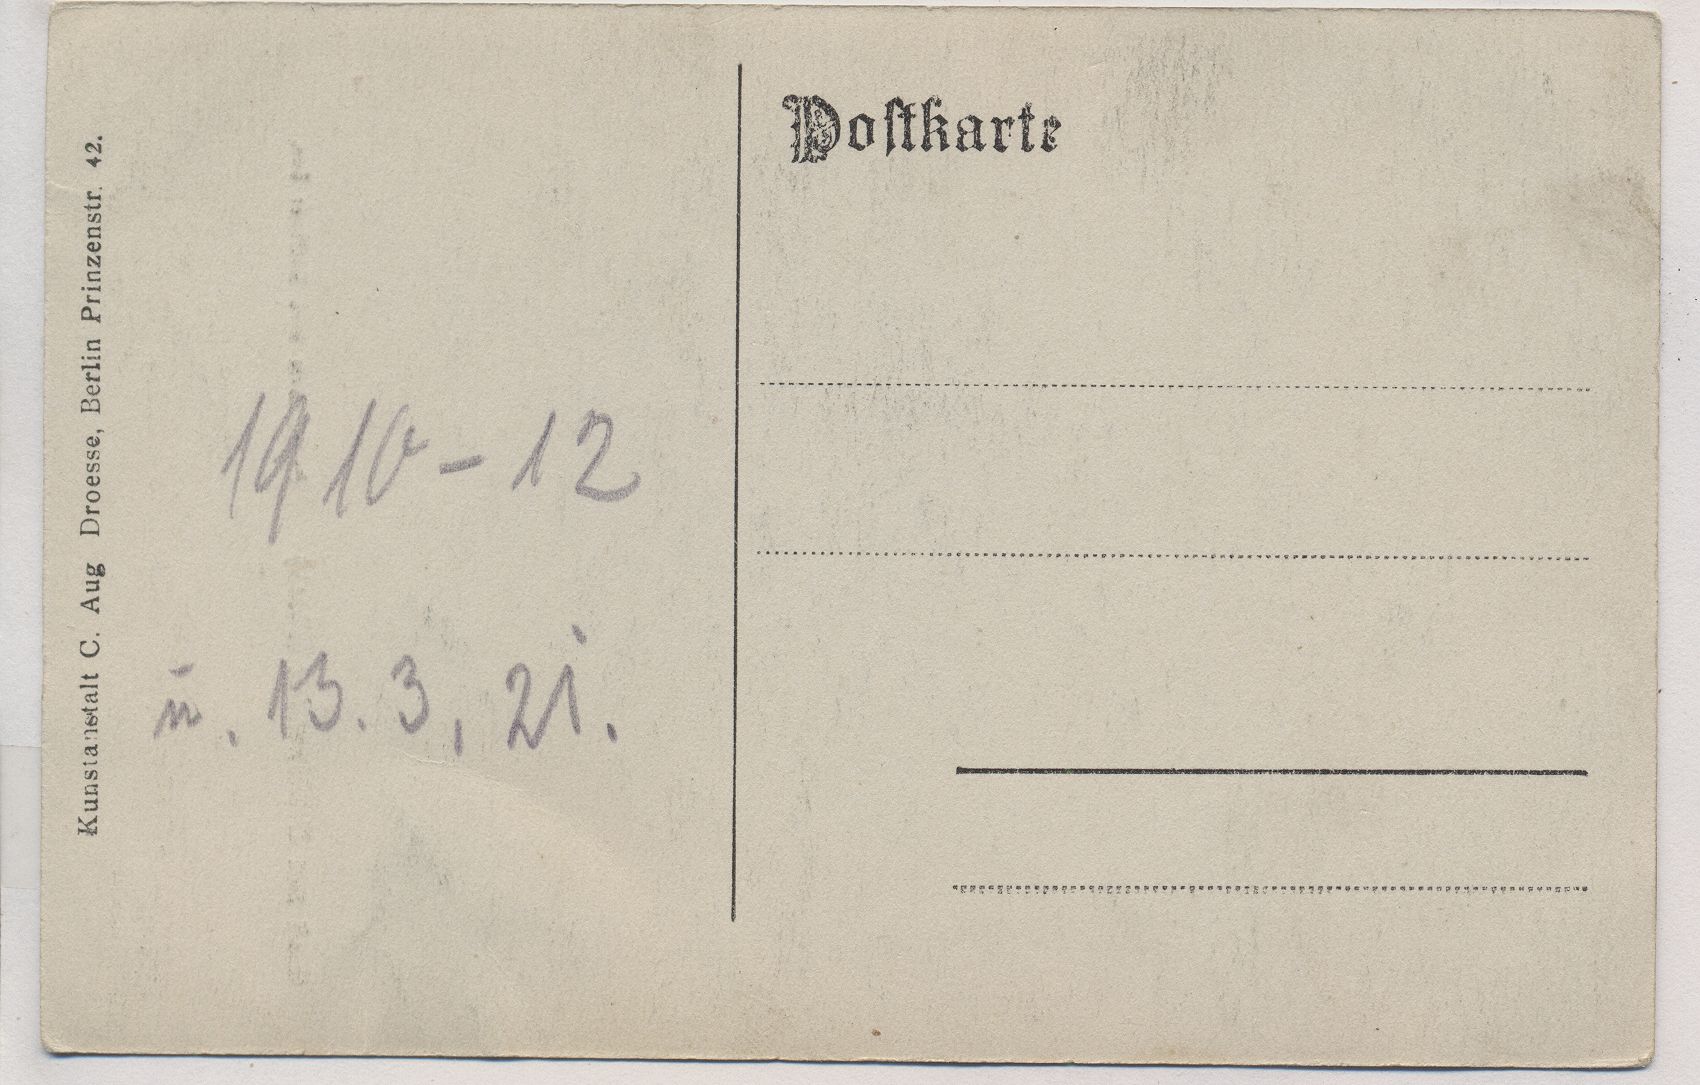 Kunstanstalt C. Aug Droesse, Berlin Prinzenstr. 42.
Postkarte
1910 - 12
u. 13. 3, 21.